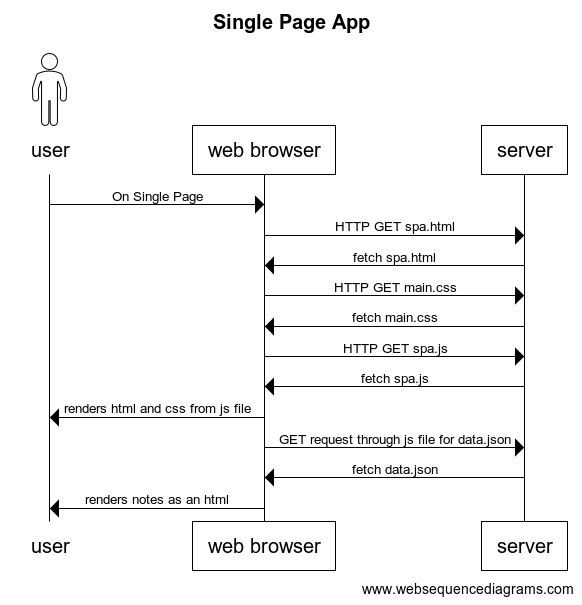 Single Page App
user
web browser
server
On Single Page
HTTP GET spa.html
fetch spa.html
HTTP GET main.css
fetch main.css
HTTP GET spa.js
fetch spa.js
renders html and css from js file
GET request through js file for data.json
fetch data.json
renders notes as an html
user
web browser
server
www.websequencediagrams.com